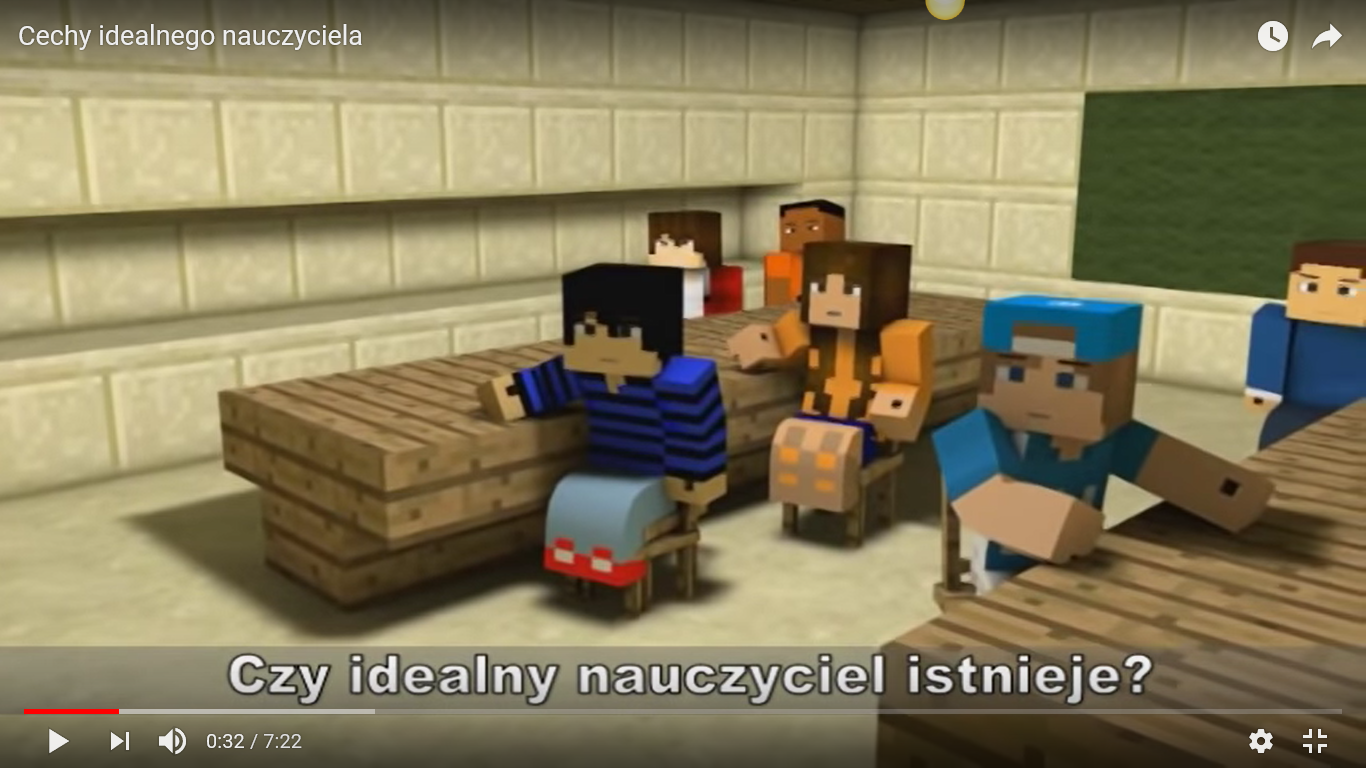 Cechy idealnego nauczyciela
Czy idealny nauczyciel istnieje?
0:32 / 7:22